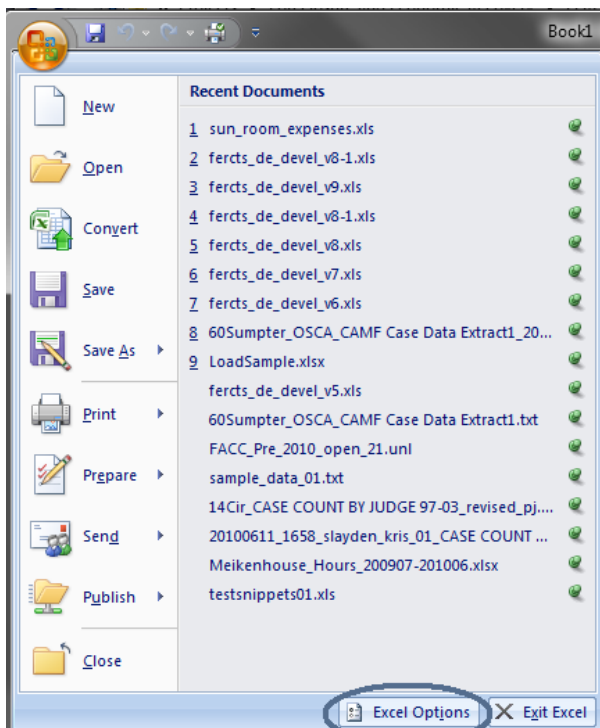 Book1
New
Open
Convert
Save
Save As
Print
Prepare
Send
Publish
Close
Recent Documents
1 sun_room_expenses.xls
2 fercts_de_devel_v8-1.xls
3 fercts_de_devel_v9.xls
4 fercts_de_devel_v8-1.xls
5 fercts_de_devel_v8.xls
6 fercts_de_devel_v7.xls
7 fercts_de_devel_v6.xls
8 60Sumpter_OSCA_CAMF Case Data Extract1_20...
9 LoadSample.xlsx
fercts_de_devel_v5.xls
60Sumpter_OSCA_CAMF Case Data Extract1.txt
FACC_Pre_2010_open_21.unl
sample_data_01.txt
14Cir_CASE COUNT BY JUDGE 97-03_revised_pj....
20100611_1658_slayden_kris_01_CASE COUNT ...
Meikenhouse_Hours_200907-201006.xlsx
testsnippets01.xls
Excel Options
Exit Excel